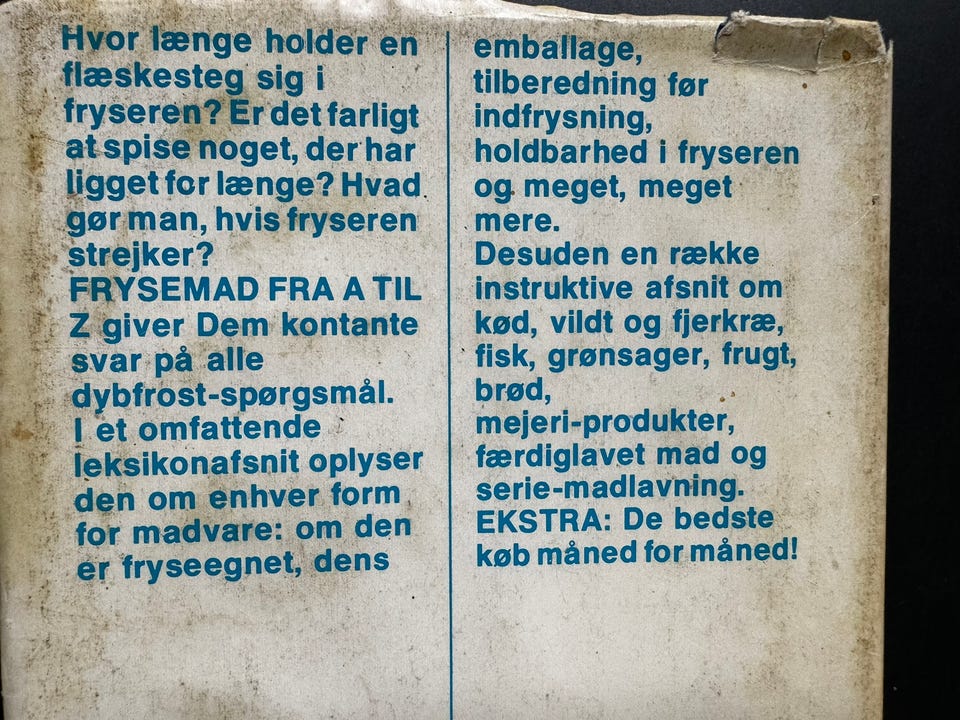 Hvor længe holder en
flæskesteg sig i
fryseren? Er det farligt
at spise noget, der har
ligget for længe? Hvad
gør man, hvis fryseren
strejker?
FRYSEMAD FRA A TIL
Z giver Dem kontante
svar på alle
dybfrost-spørgsmål.
I et omfattende
leksikonafsnit oplyser
den om enhver form
for madvare: om den
er fryseegnet, dens
emballage,
tilberedning før
indfrysning,
holdbarhed i fryseren
og meget, meget
mere.
Desuden en række
instruktive afsnit om
kød, vildt og fjerkræ,
fisk, grønsager, frugt,
brød,
mejeri-produkter,
færdiglavet mad og
serie-madlavning.
EKSTRA: De bedste
køb måned for måned!